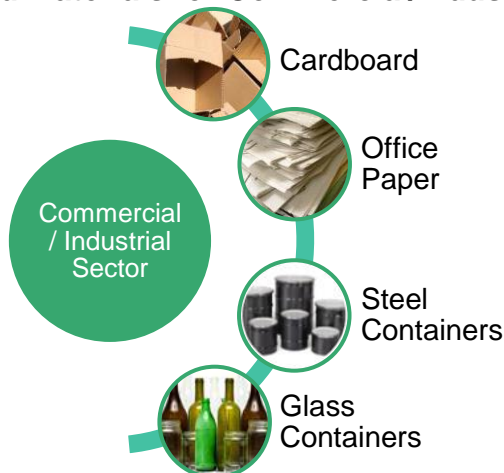 Cardboard
Office
Paper
Commercial
/ Industrial
Sector
Steel
Containers
Glass
Containers